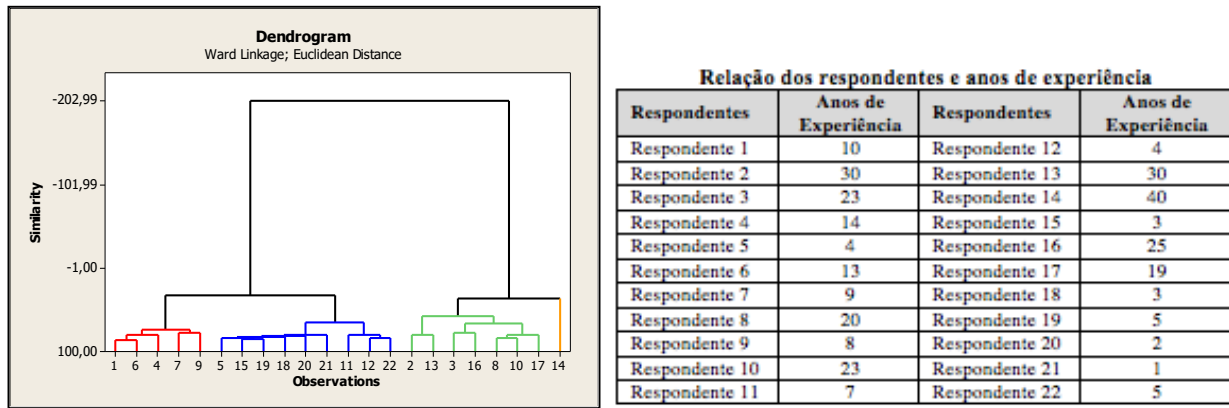 Dendrogram
Ward Linkage; Euclidean Distance
Similarity
-202,99
-101,99
-1,00
100,00
1 6 4 7 9 5 15 19 18 20 21 11 12 22 2 13 3 16 8 10 17 14
Observations
Relação dos respondentes e anos de experiência
Respondentes Anos de Experiência Respondentes Anos de Experiência
Respondente 1 10 Respondente 12 4
Respondente 2 30 Respondente 13 30
Respondente 3 23 Respondente 14 40
Respondente 4 14 Respondente 15 3
Respondente 5 4 Respondente 16 25
Respondente 6 13 Respondente 17 19
Respondente 7 9 Respondente 18 3
Respondente 8 20 Respondente 19 5
Respondente 9 8 Respondente 20 2
Respondente 10 23 Respondente 21 1
Respondente 11 7 Respondente 22 5